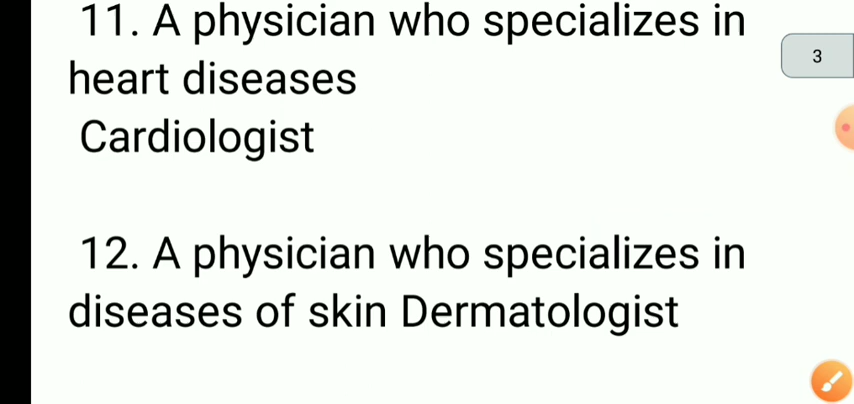 11. A physician who specializes in
heart diseases
Cardiologist
3
12. A physician who specializes in
diseases of skin Dermatologist